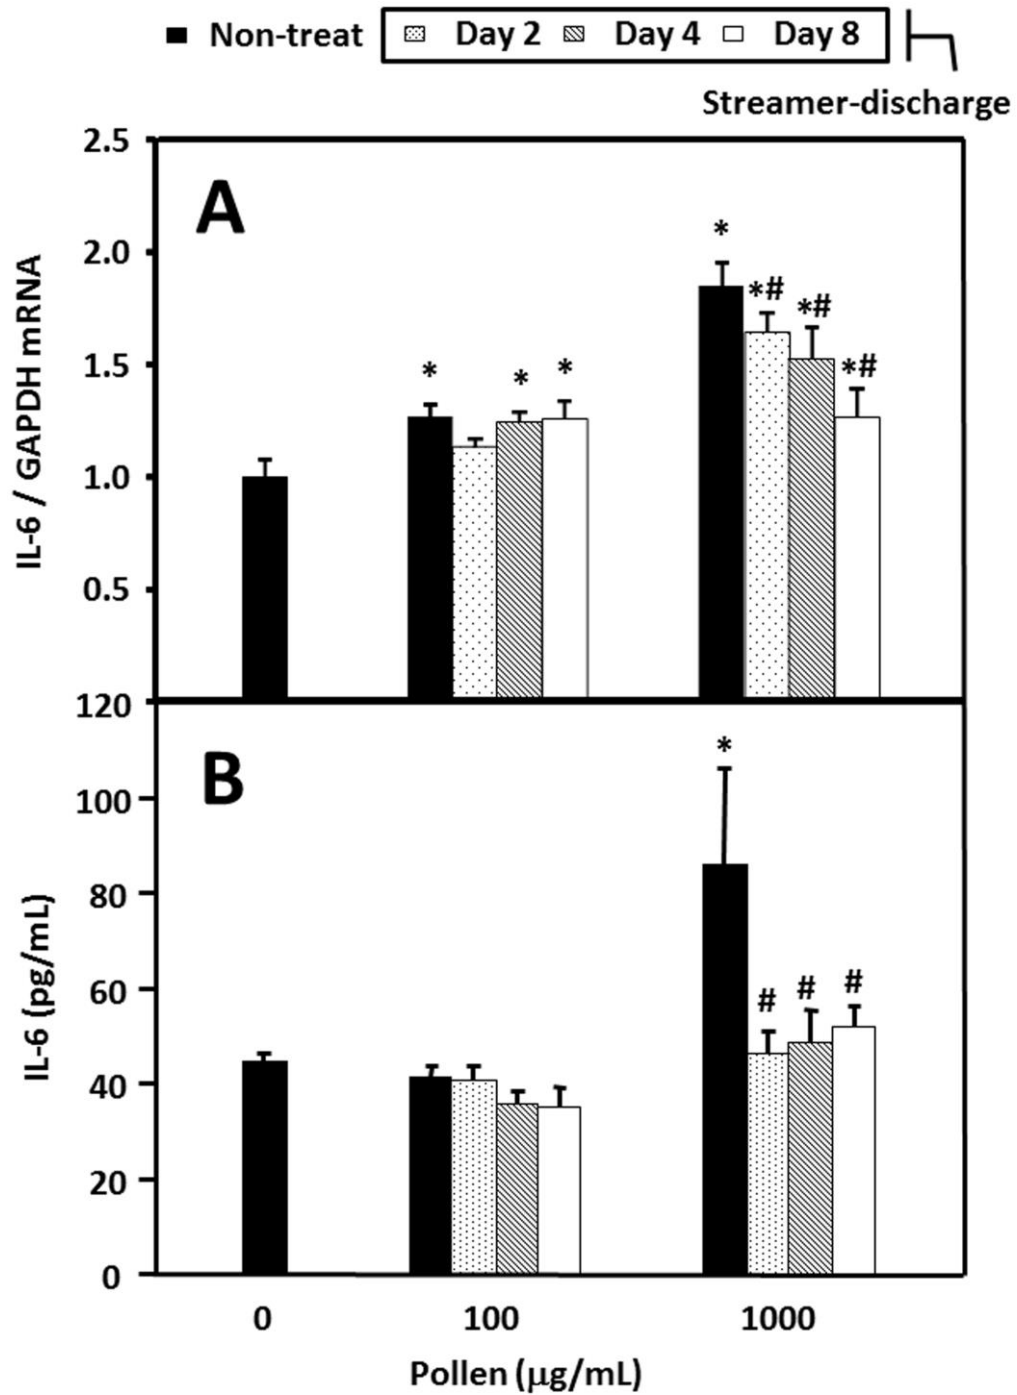 Non-treat Day 2 Day 4 Day 8
Streamer-discharge
2.5
A
2.0
1.5
1.0
0.5
IL-6 / GAPDH mRNA
*
* * *
*
*#
*#
*#
120
B
100
80
60
40
20
0
IL-6 (pg/mL)
*
# # #
0 100 1000
Pollen (μg/mL)